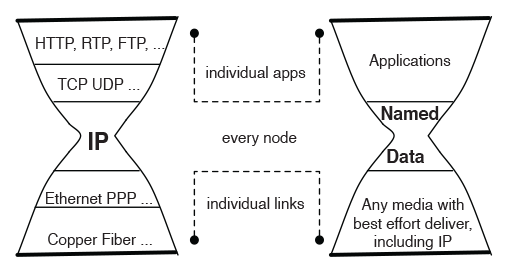 HTTP, RTP, FTP, ...
TCP UDP ...
IP
Ethernet PPP ...
Copper Fiber ...
individual apps
every node
individual links
Applications
Named
Data
Any media with
best effort deliver,
including IP